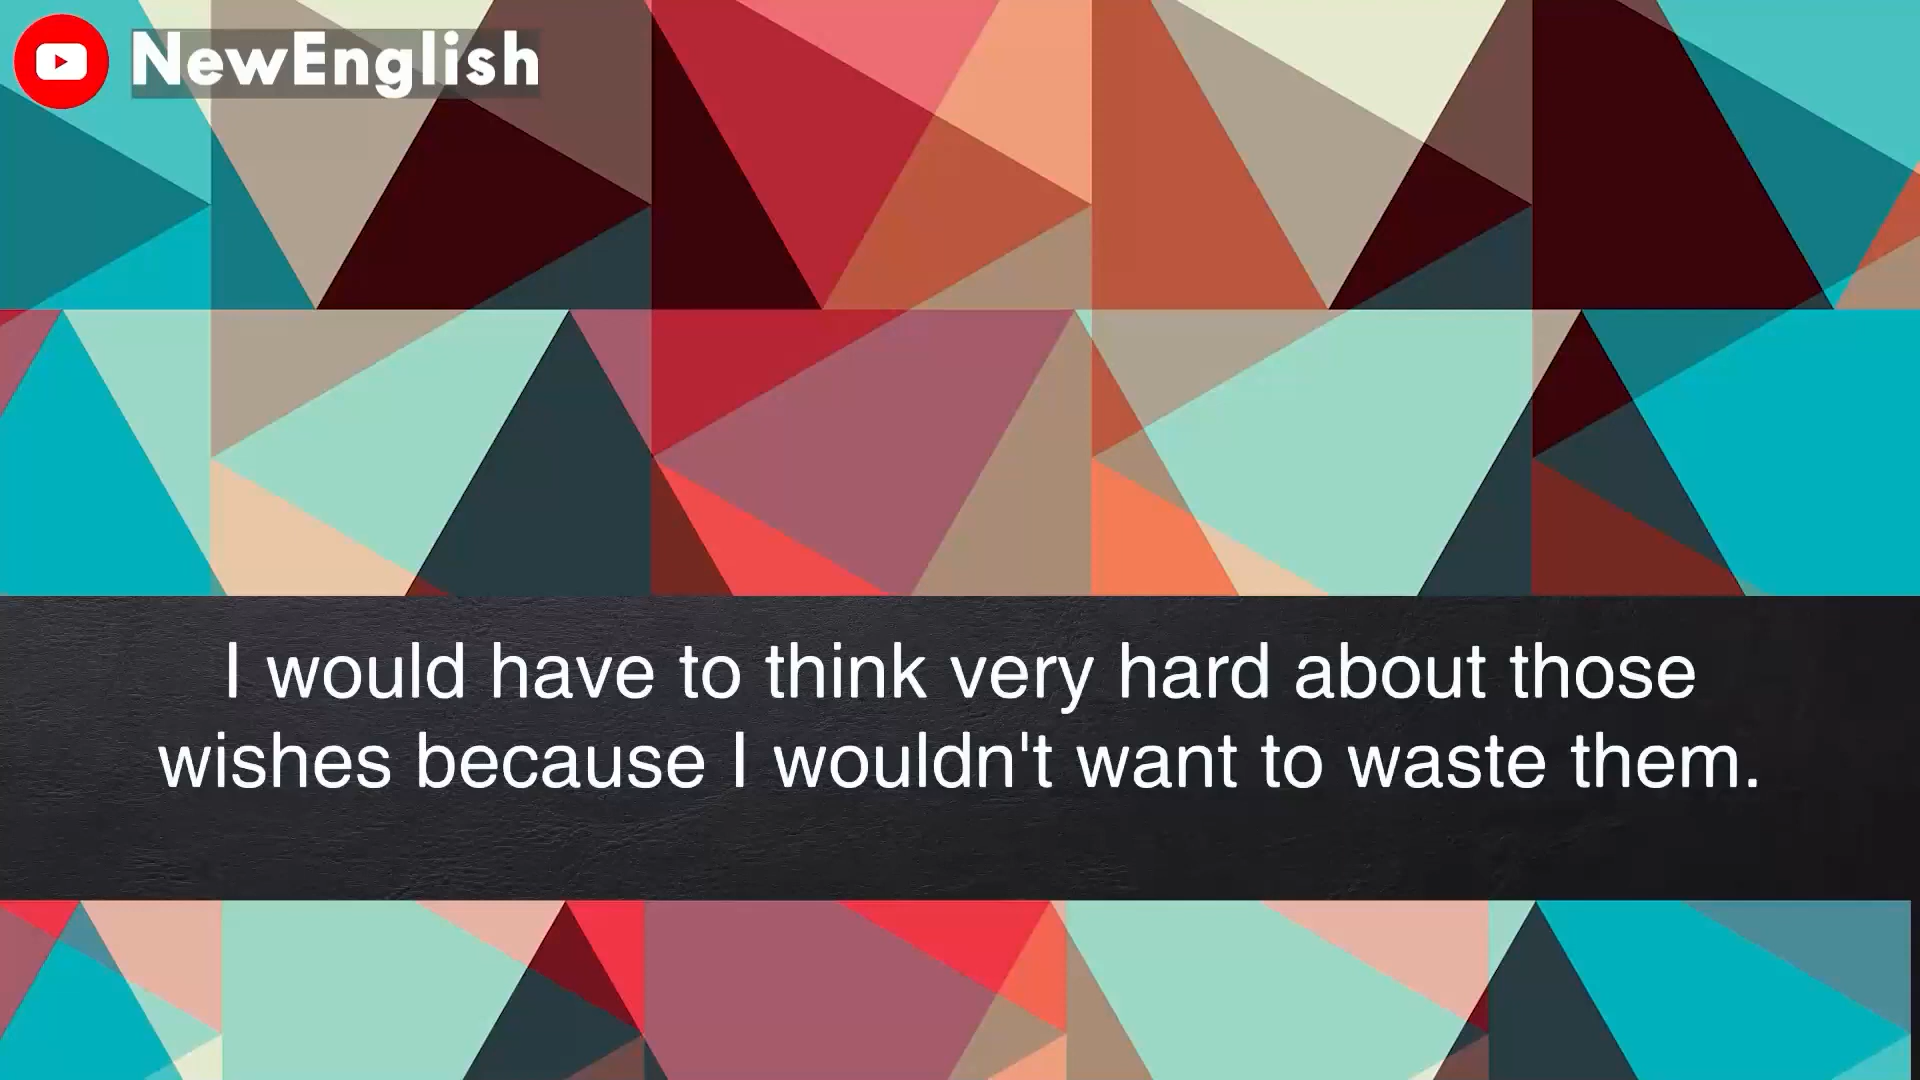 NewEnglish
I would have to think very hard about those
wishes because I wouldn't want to waste them.